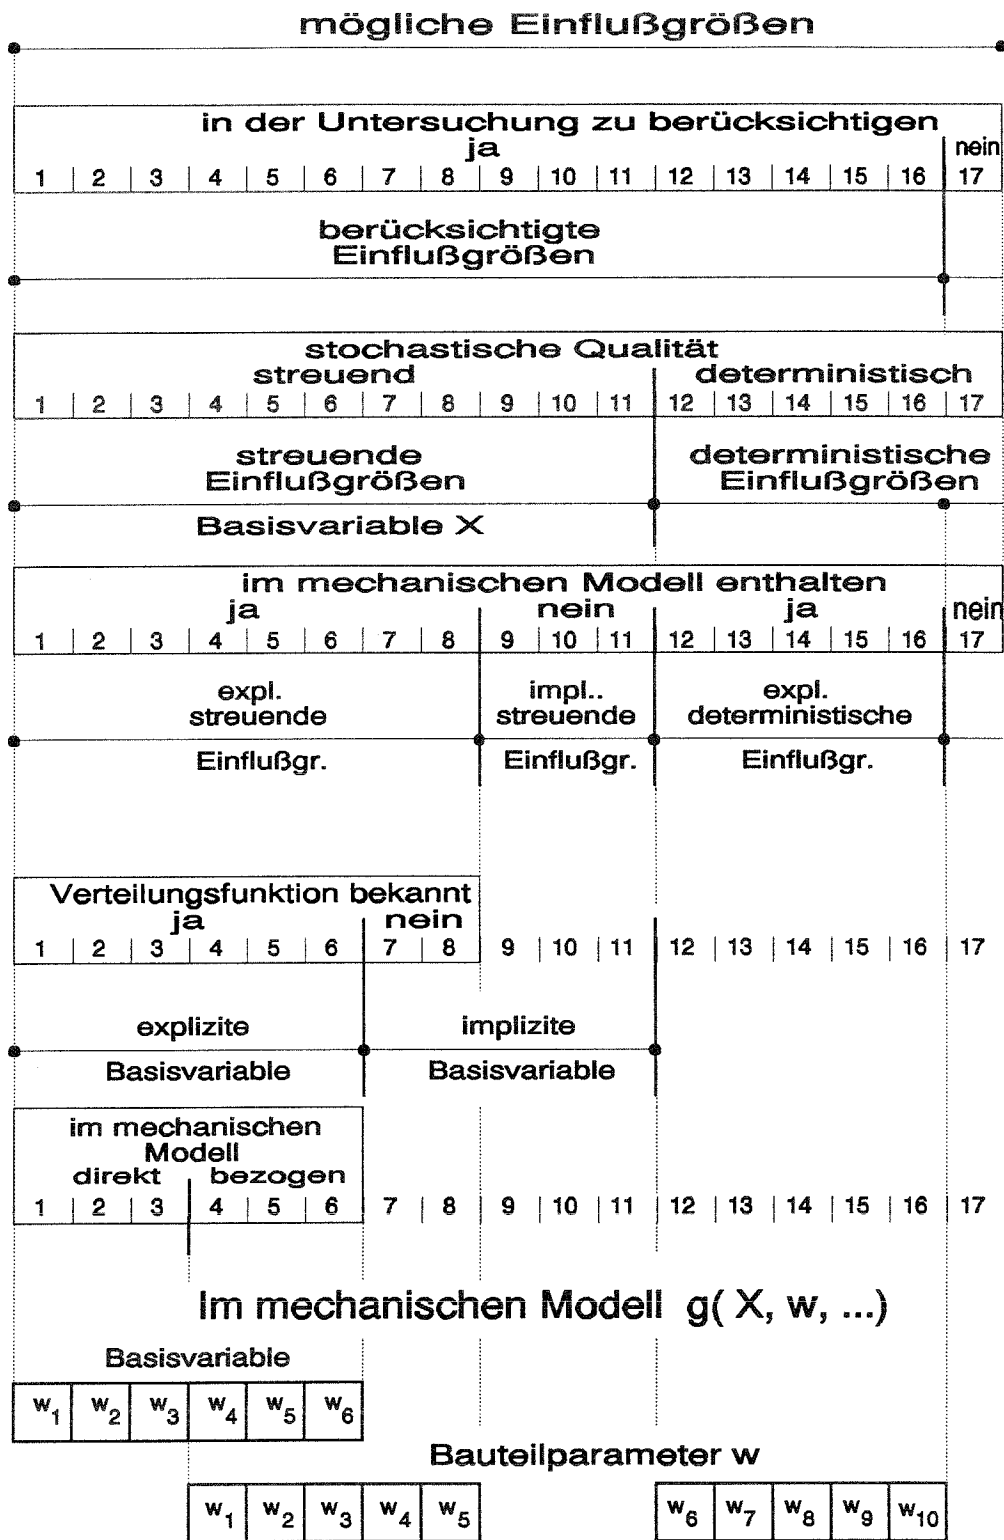 mögliche Einflußgrößen
in der Untersuchung zu berücksichtigen
ja nein
1 2 3 4 5 6 7 8 9 10 11 12 13 14 15 16 17
berücksichtigte
Einflußgrößen
stochastische Qualität
streuend deterministisch
1 2 3 4 5 6 7 8 9 10 11 12 13 14 15 16 17
streuende deterministische
Einflußgrößen Einflußgrößen
Basisvariable X
im mechanischen Modell enthalten
ja nein ja nein
1 2 3 4 5 6 7 8 9 10 11 12 13 14 15 16 17
expl. impl.. expl.
streuende streuende deterministische
Einflußgr. Einflußgr. Einflußgr.
Verteilungsfunktion bekannt
ja nein
1 2 3 4 5 6 7 8 9 10 11 12 13 14 15 16 17
explizite implizite
Basisvariable Basisvariable
im mechanischen
Modell
direkt bezogen
1 2 3 4 5 6 7 8 9 10 11 12 13 14 15 16 17
Im mechanischen Modell g( X, w, ...)
Basisvariable
w1 w2 w3 w4 w5 w6
Bauteilparameter w
w1 w2 w3 w4 w5 w6 w7 w8 w9 w10